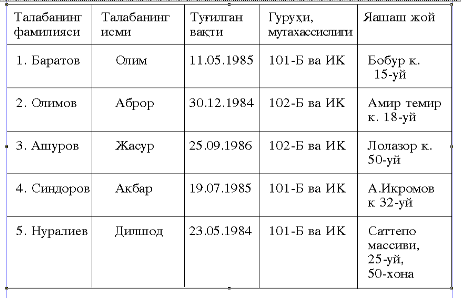 Талабанинг фамилияси Талабанинг исми Туғилган вақти Гуруҳи, мутахассислиги Яашаш жой
1. Баратов Олим 11.05.1985 101-Б ва ИК Бобур к. 15-уй
2. Олимов Аброр 30.12.1984 102-Б ва ИК Амир темир к. 18-уй
3. Ашуров Жасур 25.09.1986 102-Б ва ИК Лолазор к. 50-уй
4. Синдоров Акбар 19.07.1985 101-Б ва ИК А.Икромов к 32-уй
5. Нуралиев Дилшод 23.05.1984 101-Б ва ИК Саттепо массиви, 25-уй, 50-хона